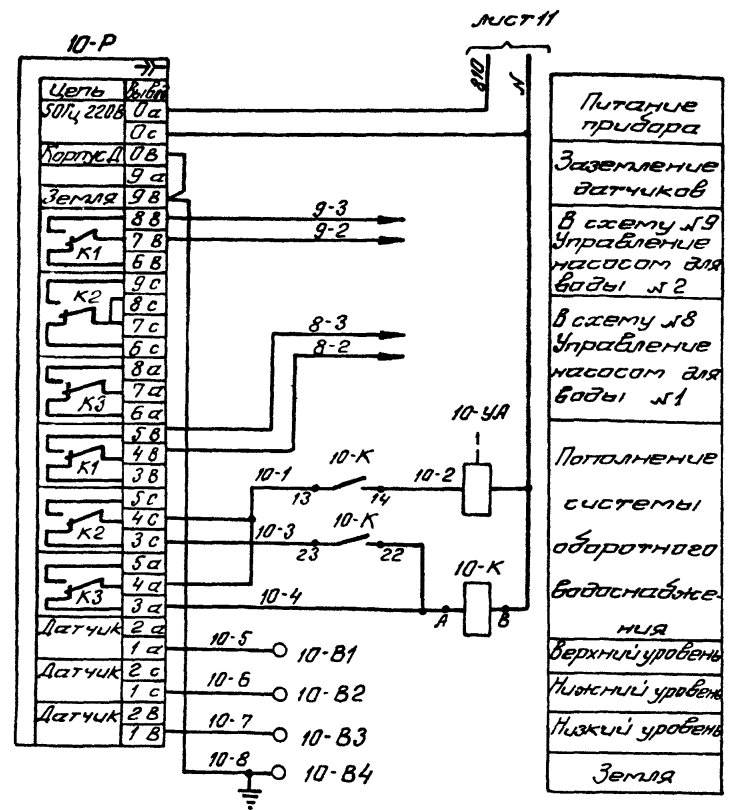 лист 11
10-Р
810
N
Цепь Вывод
50Гц 220В 0а
0с
Корпус Д 0в
9а
Земля 9в
8в
К1 7в
6в
9с
К2 8с
7с
6с
8а
К3 7а
6а
5в
К1 4в
3в
5с
К2 4с
3с
5а
К3 4а
3а
Датчик 2а
1а
Датчик 2с
1с
Датчик 2в
1в
9-3
9-2
8-3
8-2
10-УА
10-1 13 10-К 14 10-2
10-3 23 10-К 22
10-К
10-4 А В
10-5 10-В1
10-6 10-В2
10-7 10-В3
10-8 10-В4
Питание
прибора
Заземление
датчиков
В схему №9
Управление
насосом для
воды №2
В схему №8
Управление
насосом для
воды №1
Пополнение
системы
оборотного
водоснабже-
ния
Верхний уровень
Нижний уровень
Низкий уровень
Земля